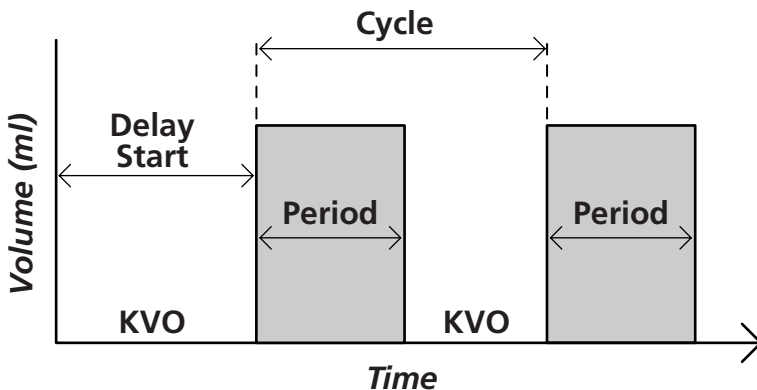 Cycle
Delay
Start
Volume (ml)
Period
Period
KVO
KVO
Time